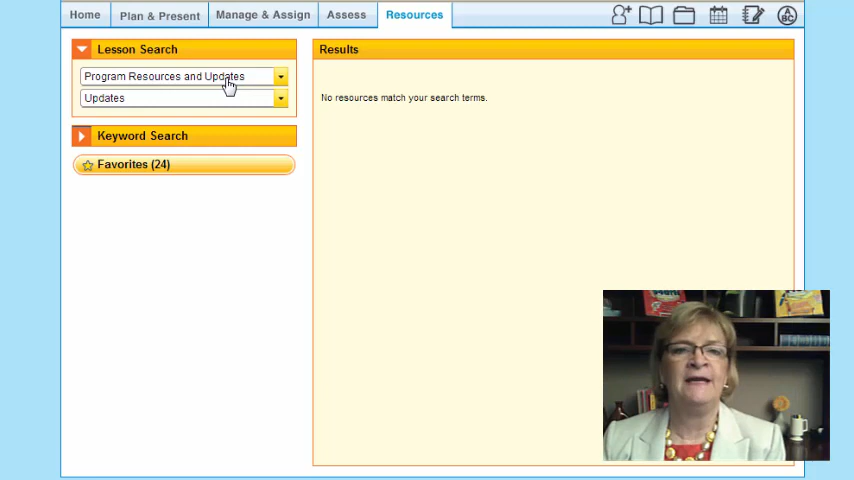 Home
Plan & Present
Manage & Assign
Assess
Resources
ABC
Lesson Search
Program Resources and Updates
Updates
Keyword Search
Favorites (24)
Results
No resources match your search terms.